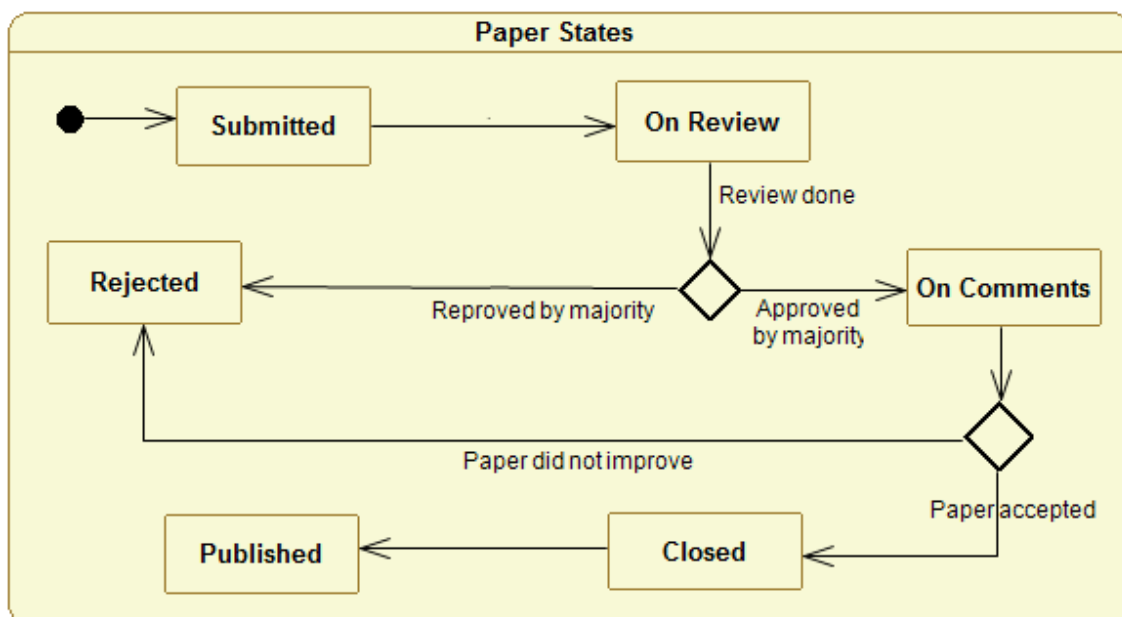 Paper States
Submitted
On Review
Review done
Rejected
On Comments
Reproved by majority
Approved
by majority
Paper did not improve
Paper accepted
Published
Closed